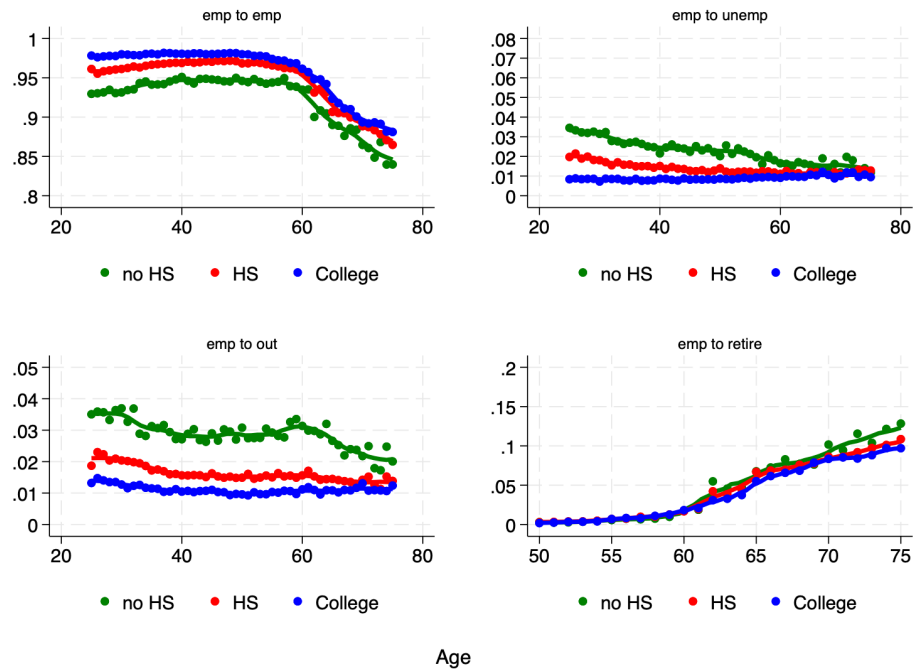 emp to emp
1
.95
.9
.85
.8
20 40 60 80
no HS HS College
emp to unemp
.08
.07
.06
.05
.04
.03
.02
.01
0
20 40 60 80
no HS HS College
emp to out
.05
.04
.03
.02
.01
0
20 40 60 80
no HS HS College
emp to retire
.2
.15
.1
.05
0
50 55 60 65 70 75
no HS HS College
Age